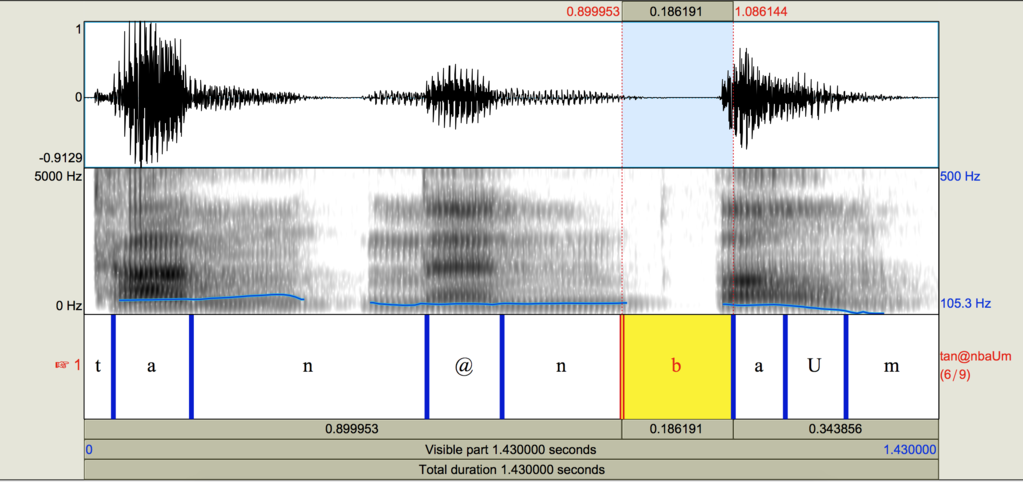 0.899953 0.186191 1.086144
1
0
-0.9129
5000 Hz 500 Hz
0 Hz 105.3 Hz
☞ 1 t a n @ n b a U m tan@nbaUm
(6/9)
0.899953 0.186191 0.343856
0 Visible part 1.430000 seconds 1.430000
Total duration 1.430000 seconds